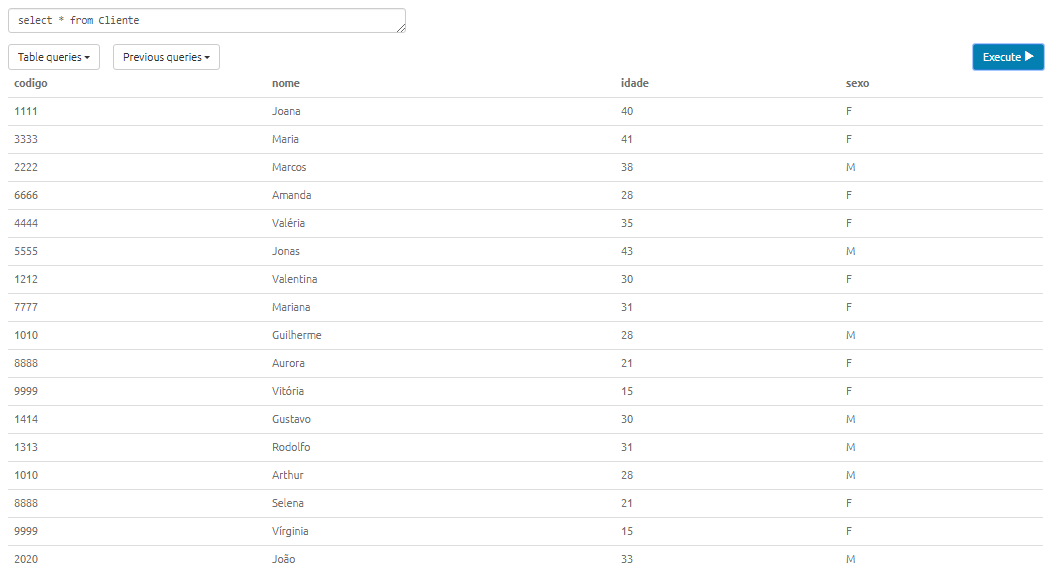 select * from Cliente
Table queries Previous queries Execute
codigo nome idade sexo
1111 Joana 40 F
3333 Maria 41 F
2222 Marcos 38 M
6666 Amanda 28 F
4444 Valéria 35 F
5555 Jonas 43 M
1212 Valentina 30 F
7777 Mariana 31 F
1010 Guilherme 28 M
8888 Aurora 21 F
9999 Vitória 15 F
1414 Gustavo 30 M
1313 Rodolfo 31 M
1010 Arthur 28 M
8888 Selena 21 F
9999 Vírginia 15 F
2020 João 33 M